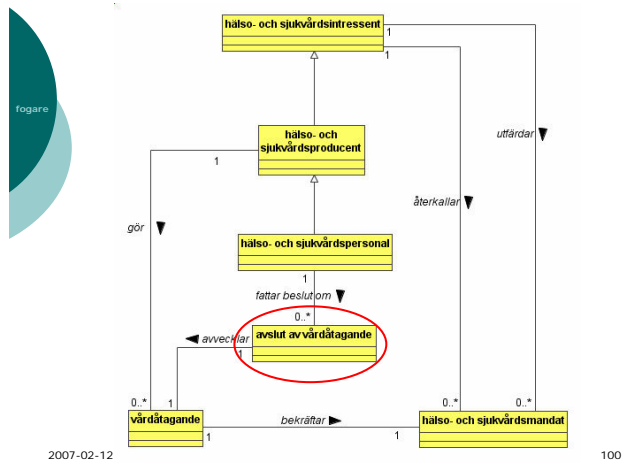 hälso- och sjukvårdsintressent
1
1
fogare
hälso- och
sjukvårdsproducent
1
utfärdar
återkallar
gör
hälso- och sjukvårdspersonal
1
fattar beslut om
0..*
avslut av vårdåtagande
avvecklar
1
0..*
1
0..*
0..*
vårdåtagande
bekräftar
hälso- och sjukvårdsmandat
1
1
2007-02-12
100